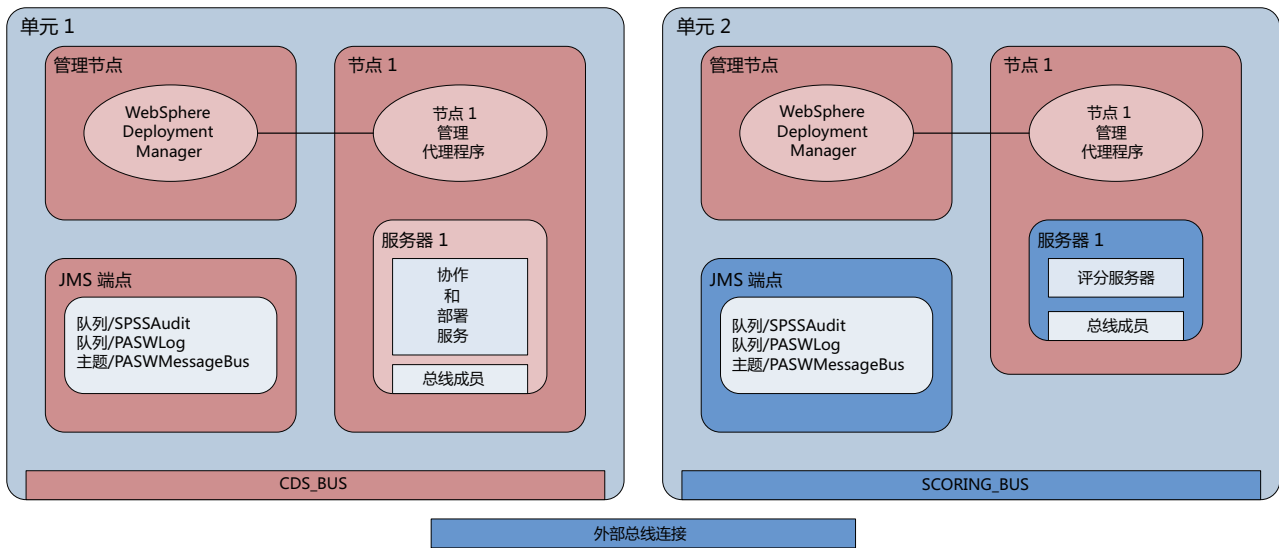 单元 1
管理节点
WebSphere
Deployment
Manager
节点 1
节点 1
管理
代理程序
服务器 1
协作
和
部署
服务
总线成员
JMS 端点
队列/SPSSAudit
队列/PASWLog
主题/PASWMessageBus
CDS_BUS
单元 2
管理节点
WebSphere
Deployment
Manager
节点 1
节点 1
管理
代理程序
服务器 1
评分服务器
总线成员
JMS 端点
队列/SPSSAudit
队列/PASWLog
主题/PASWMessageBus
SCORING_BUS
外部总线连接